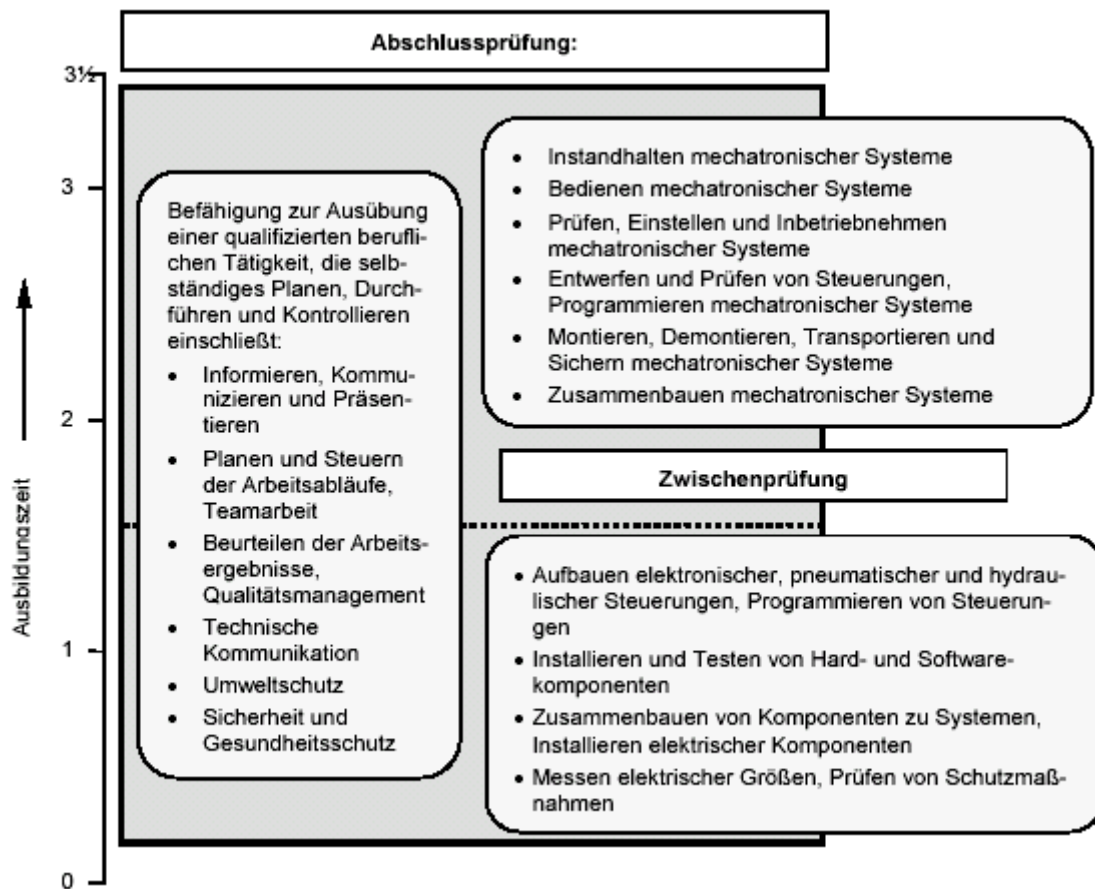 Abschlussprüfung:
3½
3
2
1
0
Ausbildungszeit
Befähigung zur Ausübung
einer qualifizierten berufli-
chen Tätigkeit, die selb-
ständiges Planen, Durch-
führen und Kontrollieren
einschließt:
• Informieren, Kommu-
nizieren und Präsen-
tieren
• Planen und Steuern
der Arbeitsabläufe,
Teamarbeit
• Beurteilen der Arbeits-
ergebnisse,
Qualitätsmanagement
• Technische
Kommunikation
• Umweltschutz
• Sicherheit und
Gesundheitsschutz
• Instandhalten mechatronischer Systeme
• Bedienen mechatronischer Systeme
• Prüfen, Einstellen und Inbetriebnehmen
mechatronischer Systeme
• Entwerfen und Prüfen von Steuerungen,
Programmieren mechatronischer Systeme
• Montieren, Demontieren, Transportieren und
Sichern mechatronischer Systeme
• Zusammenbauen mechatronischer Systeme
Zwischenprüfung
• Aufbauen elektronischer, pneumatischer und hydrau-
lischer Steuerungen, Programmieren von Steuerun-
gen
• Installieren und Testen von Hard- und Software-
komponenten
• Zusammenbauen von Komponenten zu Systemen,
Installieren elektrischer Komponenten
• Messen elektrischer Größen, Prüfen von Schutzmaß-
nahmen